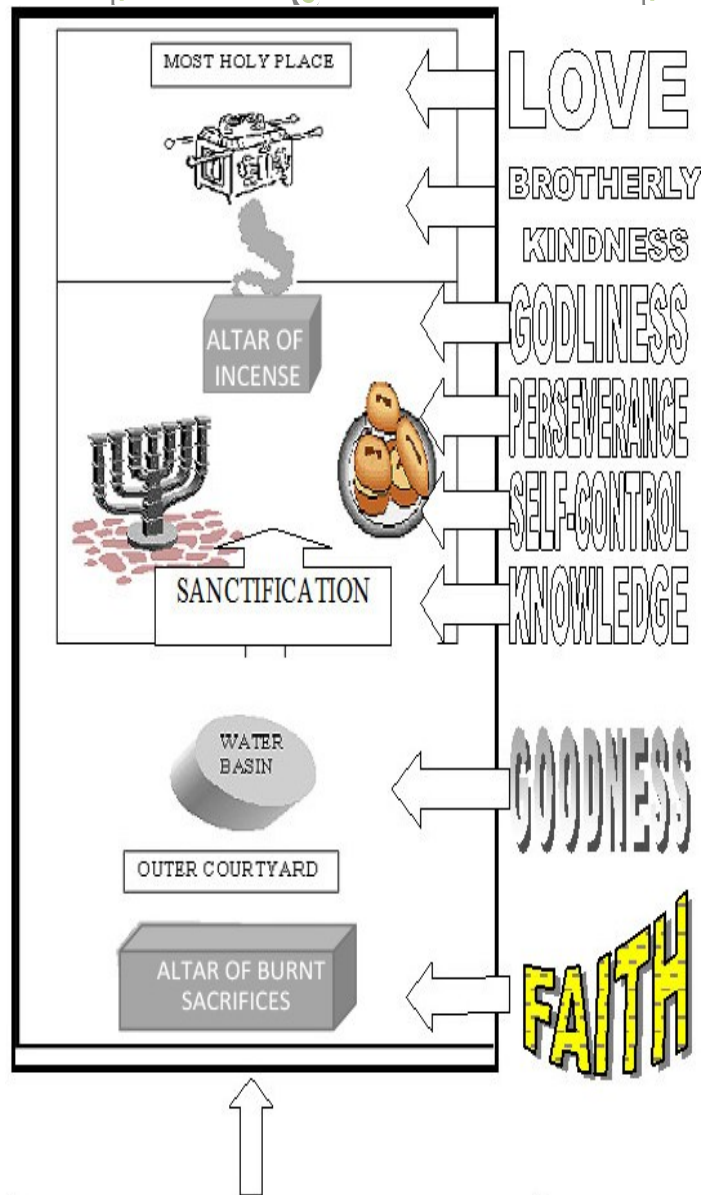 MOST HOLY PLACE
LOVE
BROTHERLY
KINDNESS
GODLINESS
ALTAR OF
INCENSE
PERSEVERANCE
SELF-CONTROL
SANCTIFICATION
KNOWLEDGE
WATER
BASIN
GOODNESS
OUTER COURTYARD
ALTAR OF BURNT
SACRIFICES
FAITH